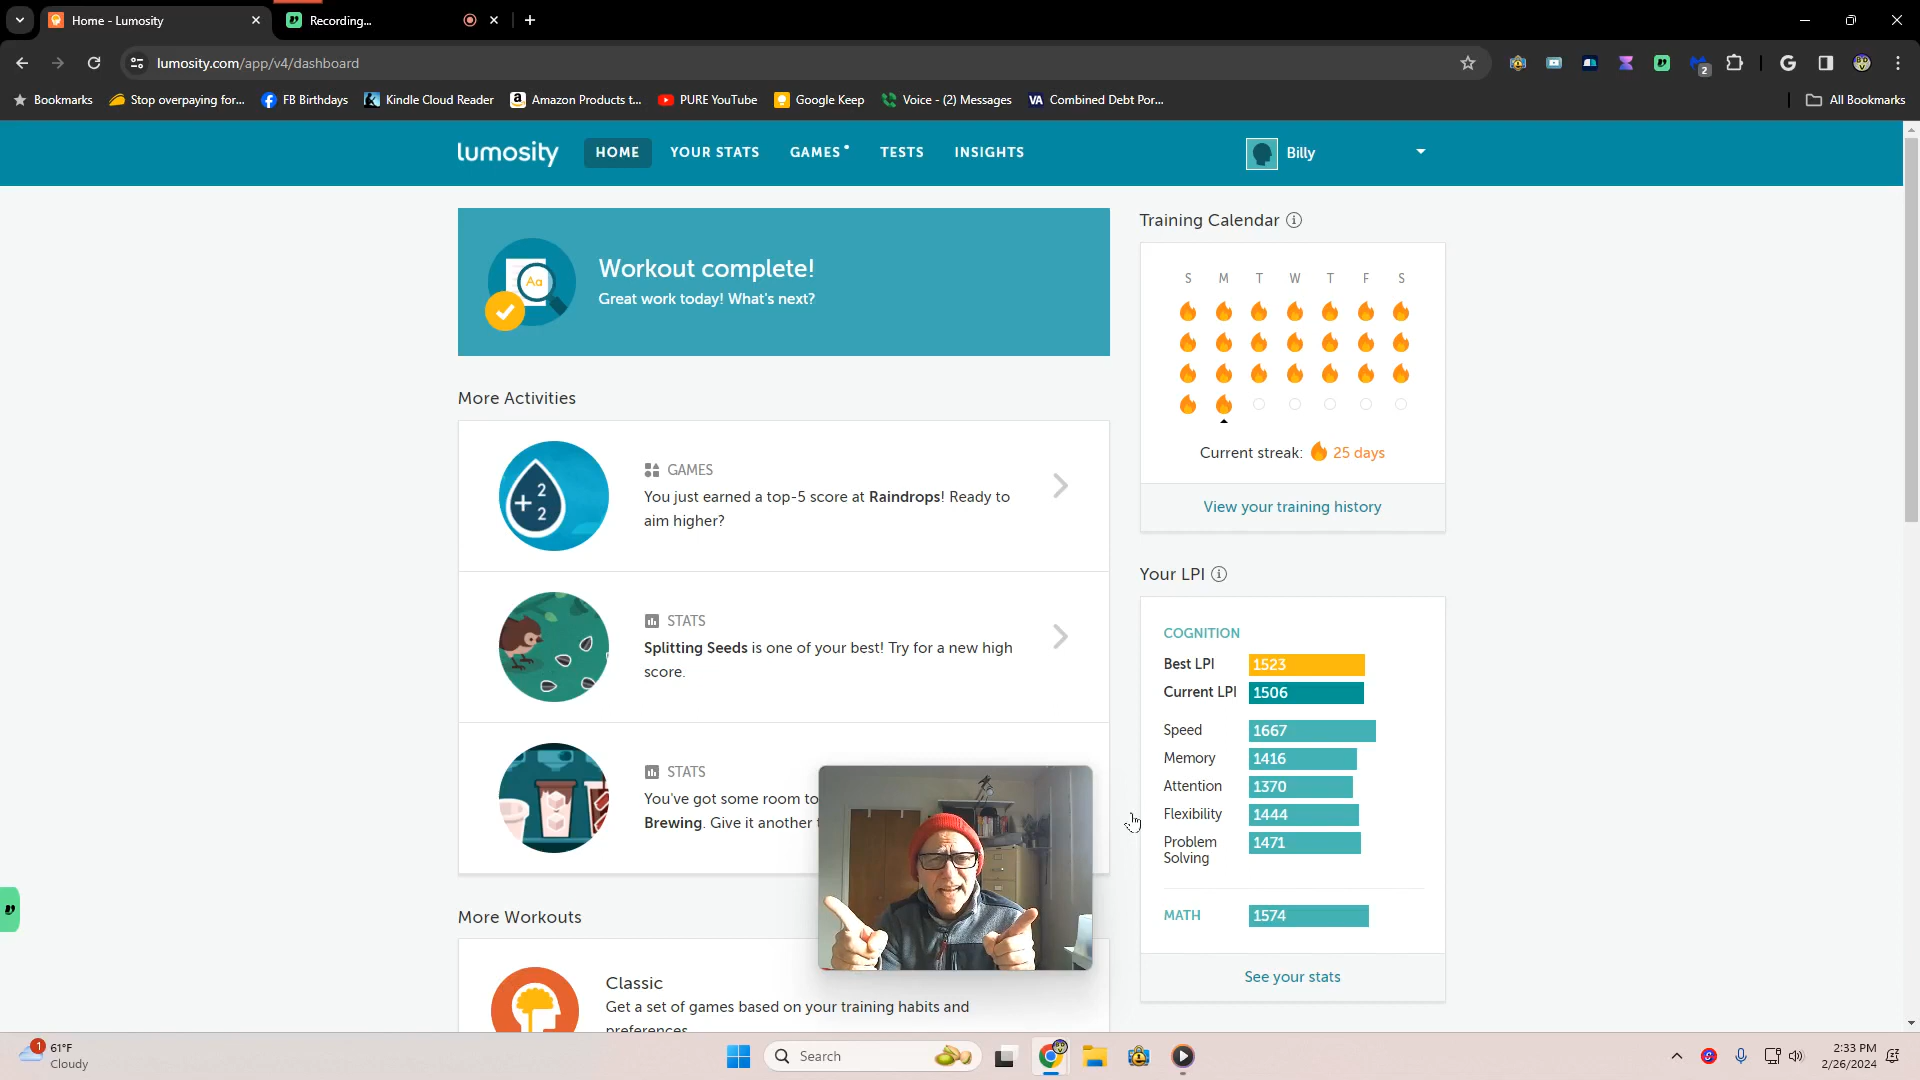 Home - Lumosity
Recording...
lumosity.com/app/v4/dashboard
2
Bookmarks
Stop overpaying for...
FB Birthdays
Kindle Cloud Reader
Amazon Products t...
PURE YouTube
Google Keep
Voice - (2) Messages
VA Combined Debt Por...
All Bookmarks
lumosity
HOME
YOUR STATS
GAMES
TESTS
INSIGHTS
Billy
Aa
Workout complete!
Great work today! What's next?
More Activities
+ 2 2
GAMES
You just earned a top-5 score at Raindrops! Ready to
aim higher?
STATS
Splitting Seeds is one of your best! Try for a new high
score.
STATS
You've got some room to
Brewing. Give it another
More Workouts
Classic
Get a set of games based on your training habits and
preferences.
Training Calendar
S M T W T F S
Current streak: 25 days
View your training history
Your LPI
COGNITION
Best LPI 1523
Current LPI 1506
Speed 1667
Memory 1416
Attention 1370
Flexibility 1444
Problem
Solving 1471
MATH 1574
See your stats
1
61°F
Cloudy
Search
2:33 PM
2/26/2024